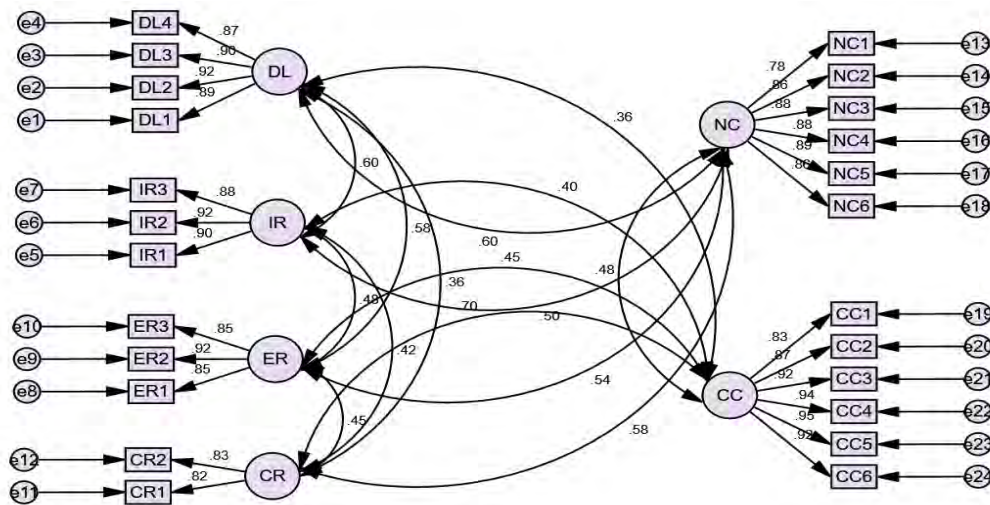 e4 DL4 .87
e3 DL3 .90
e2 DL2 .92
e1 DL1 .89
DL
e7 IR3 .88
e6 IR2 .92
e5 IR1 .90
IR
e10 ER3 .85
e9 ER2 .92
e8 ER1 .85
ER
e12 CR2 .83
e11 CR1 .82
CR
.60
.58
.36
.48
.42
.45
.36
.40
.60
.45
.70
.50
.48
.54
.58
NC
.78 NC1 e13
.86 NC2 e14
.88 NC3 e15
.88 NC4 e16
.89 NC5 e17
.86 NC6 e18
CC
.83 CC1 e19
.87 CC2 e20
.92 CC3 e21
.94 CC4 e22
.95 CC5 e23
CC6 e24